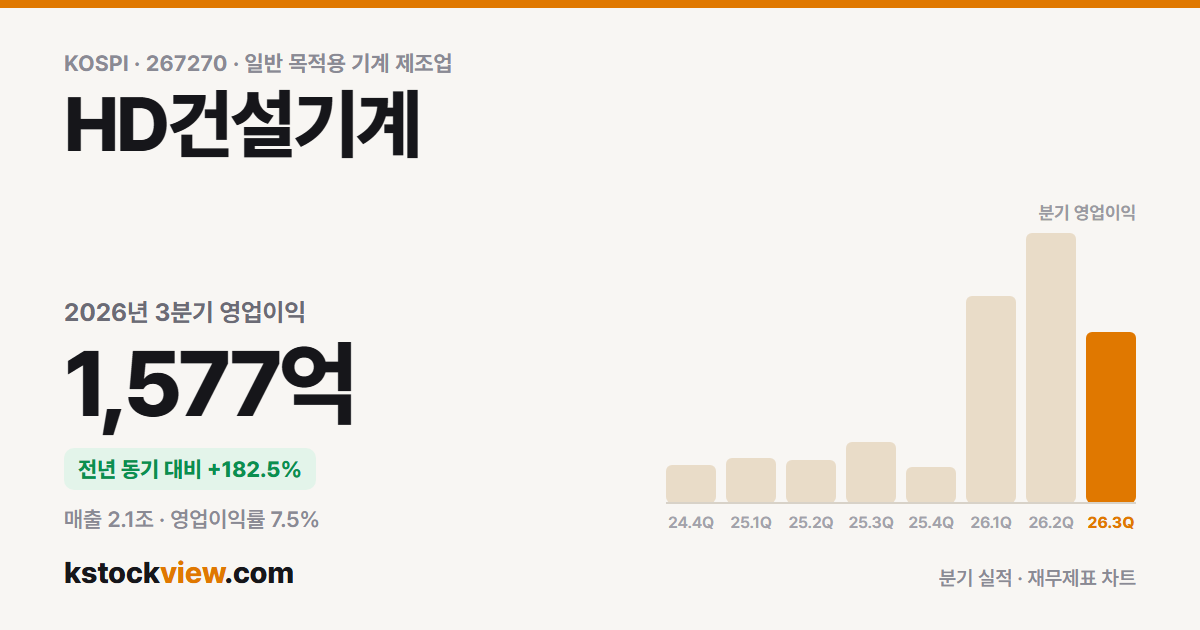 KOSPI · 267270 · 일반 목적용 기계 제조업
HD건설기계
2026년 3분기 영업이익
1,577억
전년 동기 대비 +182.5%
매출 2.1조 · 영업이익률 7.5%
kstockview.com
분기 영업이익
24.4Q 25.1Q 25.2Q 25.3Q 25.4Q 26.1Q 26.2Q 26.3Q
분기 실적 · 재무제표 차트